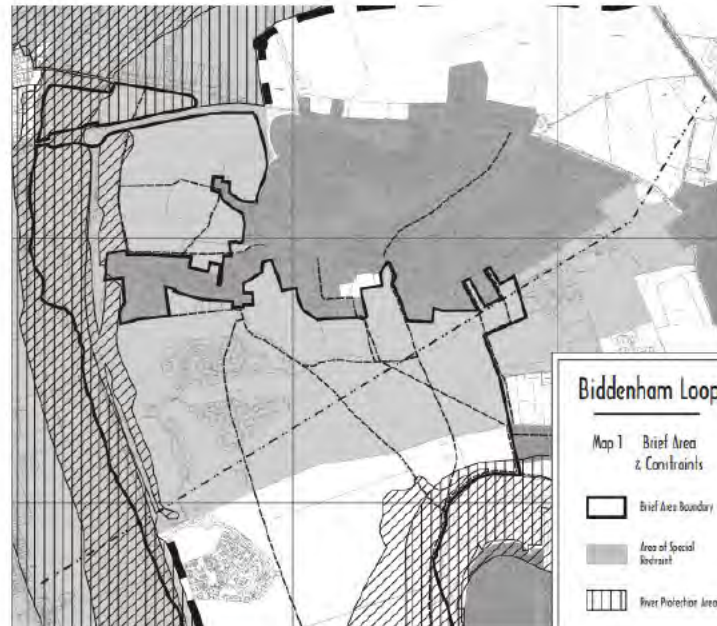 Biddenham Loop
Map 1 Brief Area
& Constraints
Brief Area Boundary
Area of Special
Restraint
River Protection Area